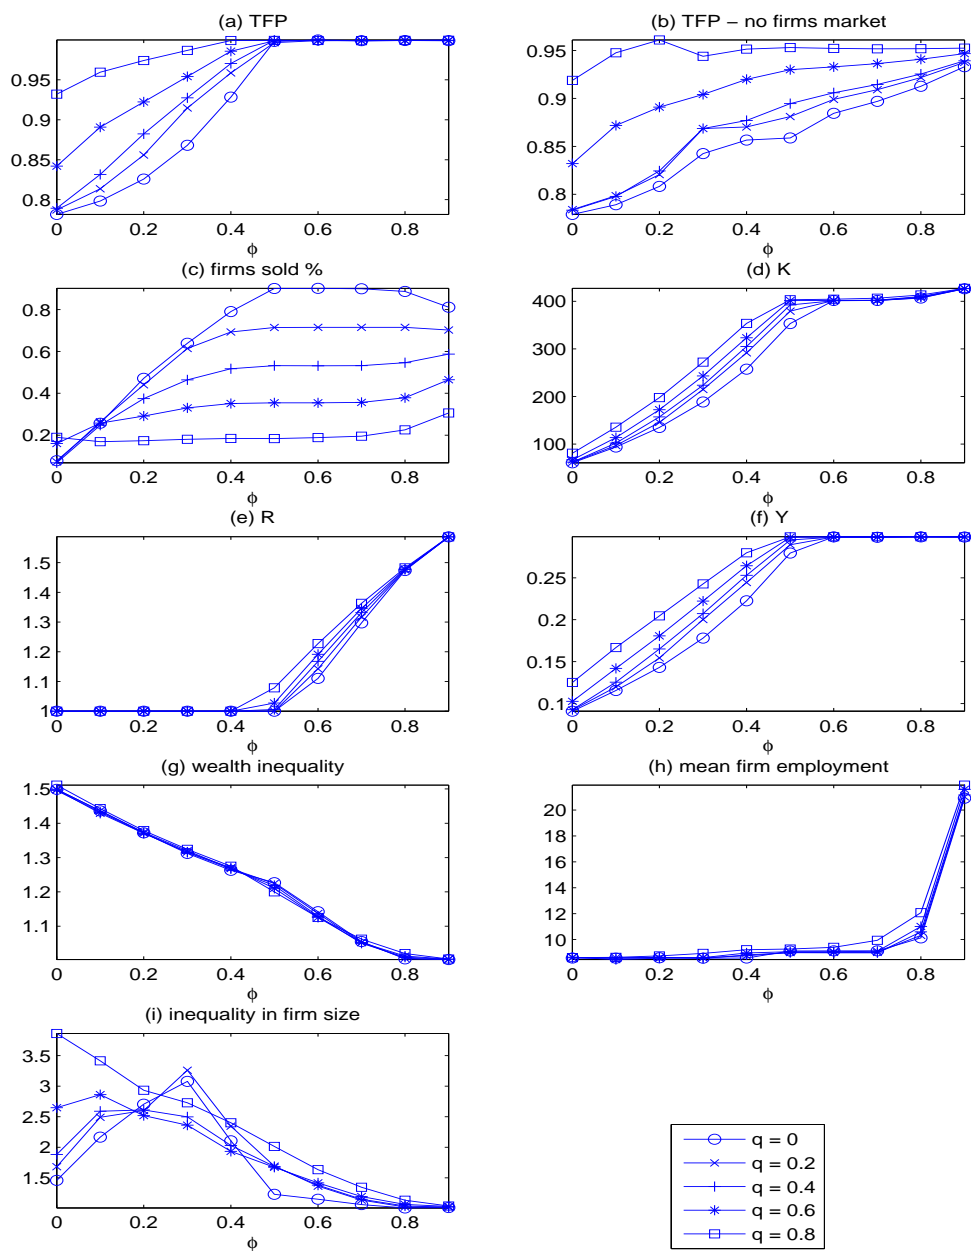 (a) TFP
0.95
0.9
0.85
0.8
0 0.2 0.4 0.6 0.8
ϕ
(b) TFP – no firms market
0.95
0.9
0.85
0.8
0 0.2 0.4 0.6 0.8
ϕ
(c) firms sold %
0.8
0.6
0.4
0.2
0 0.2 0.4 0.6 0.8
ϕ
(d) K
400
300
200
100
0 0.2 0.4 0.6 0.8
ϕ
(e) R
1.5
1.4
1.3
1.2
1.1
1
0 0.2 0.4 0.6 0.8
ϕ
(f) Y
0.25
0.2
0.15
0.1
0 0.2 0.4 0.6 0.8
ϕ
(g) wealth inequality
1.5
1.4
1.3
1.2
1.1
0 0.2 0.4 0.6 0.8
ϕ
(h) mean firm employment
20
18
16
14
12
10
0 0.2 0.4 0.6 0.8
ϕ
(i) inequality in firm size
3.5
3
2.5
2
1.5
0 0.2 0.4 0.6 0.8
ϕ
q = 0
q = 0.2
q = 0.4
q = 0.6
q = 0.8